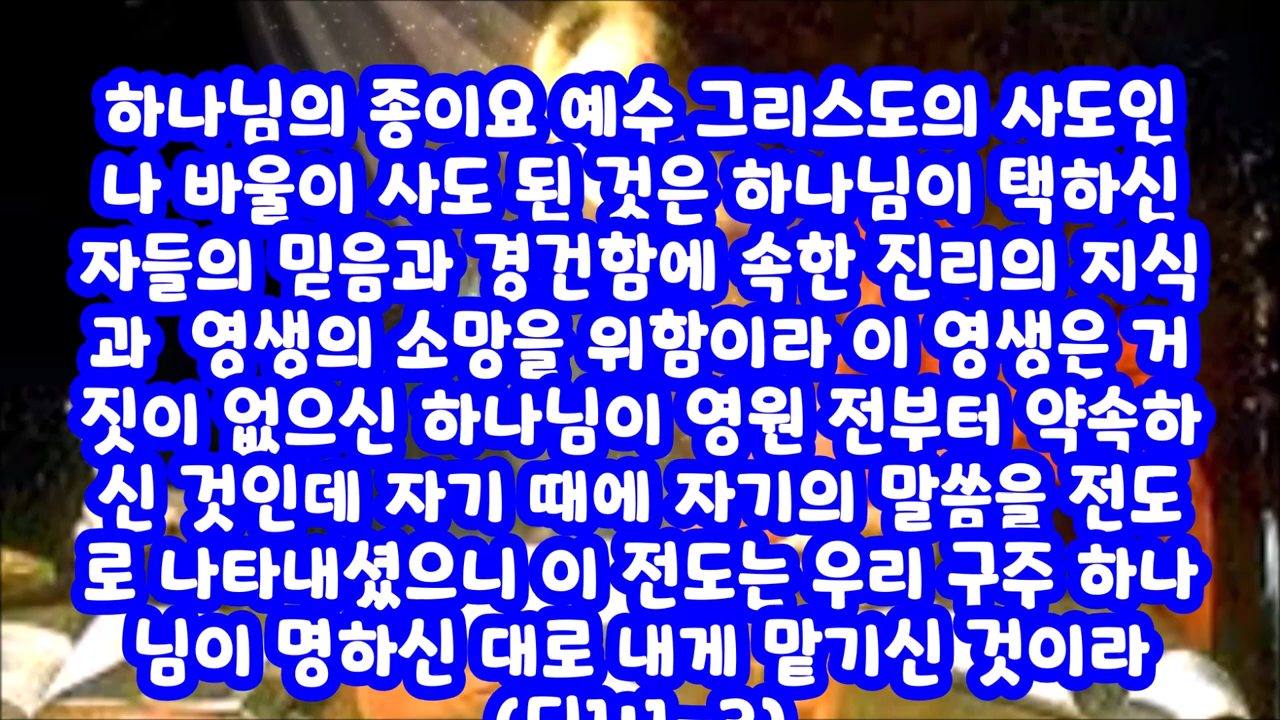 하나님의 종이요 예수 그리스도의 사도인
나 바울이 사도 된 것은 하나님이 택하신
자들의 믿음과 경건함에 속한 진리의 지식
과 영생의 소망을 위함이라 이 영생은 거
짓이 없으신 하나님이 영원 전부터 약속하
신 것인데 자기 때에 자기의 말씀을 전도
로 나타내셨으니 이 전도는 우리 구주 하나
님이 명하신 대로 내게 맡기신 것이라